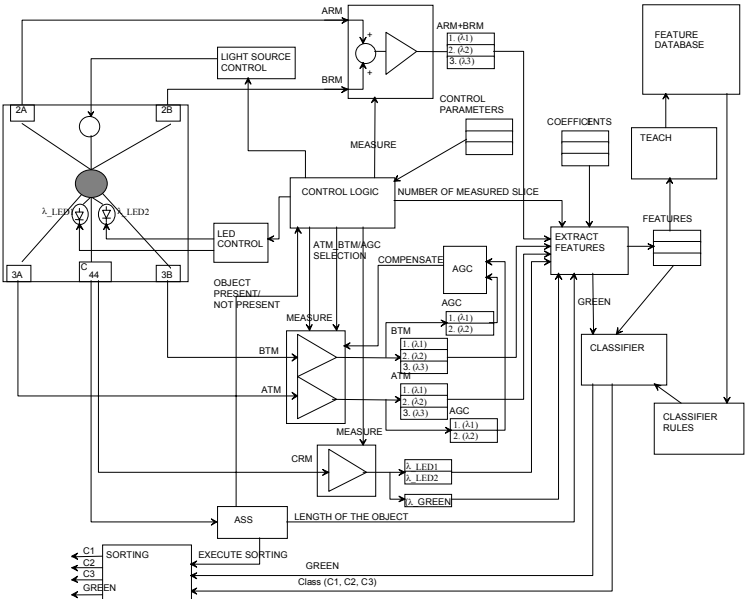 ARM
ARM+BRM
FEATURE
DATABASE
+
1. (λ1)
2. (λ2)
3. (λ3)
LIGHT SOURCE
CONTROL
+
BRM
CONTROL
PARAMETERS
2A
2B
COEFFICENTS
TEACH
MEASURE
CONTROL LOGIC
NUMBER OF MEASURED SLICE
λ_LED1
λ_LED2
FEATURES
LED
CONTROL
EXTRACT
FEATURES
ATM_BTM/AGC
SELECTION
COMPENSATE
AGC
3A
C
44
3B
OBJECT
PRESENT/
NOT PRESENT
GREEN
AGC
MEASURE
1. (λ1)
2. (λ2)
BTM
BTM
1. (λ1)
2. (λ2)
3. (λ3)
CLASSIFIER
ATM
ATM
1. (λ1)
2. (λ2)
3. (λ3)
AGC
1. (λ1)
2. (λ2)
CLASSIFIER
RULES
MEASURE
CRM
λ_LED1
λ_LED2
(λ_GREEN
ASS
LENGTH OF THE OBJECT
C1
SORTING
EXECUTE SORTING
C2
GREEN
C3
Class (C1, C2, C3)
GREEN